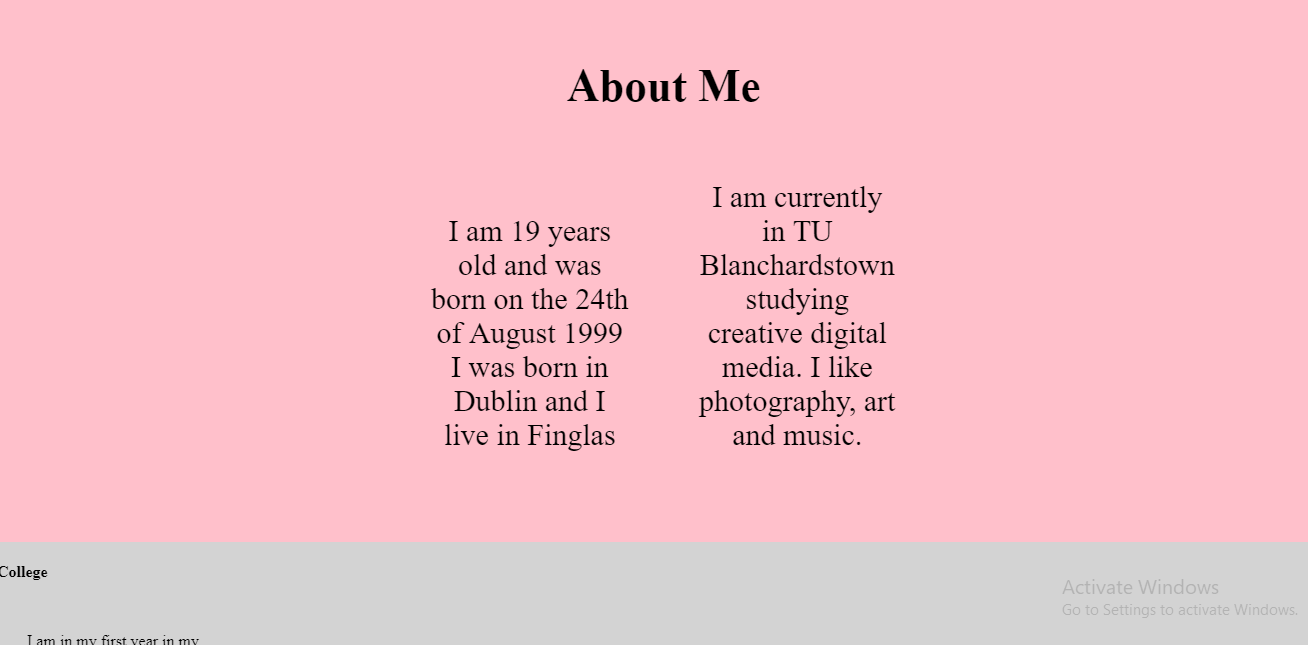 About Me
I am 19 years
old and was
born on the 24th
of August 1999
I was born in
Dublin and I
live in Finglas
I am currently
in TU
Blanchardstown
studying
creative digital
media. I like
photography, art
and music.
College
I am in my first year in my
Activate Windows
Go to Settings to activate Windows.